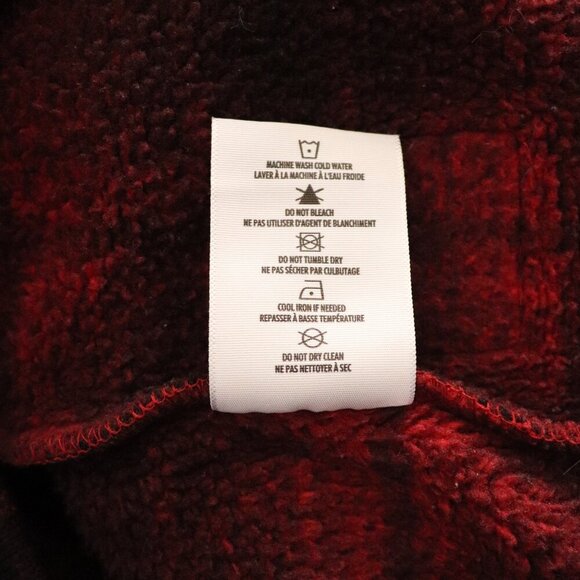 MACHINE WASH COLD WATER
LAVER À LA MACHINE À L'EAU FROIDE
DO NOT BLEACH
NE PAS UTILISER D'AGENT DE BLANCHIMENT
DO NOT TUMBLE DRY
NE PAS SÉCHER PAR CULBUTAGE
COOL IRON IF NEEDED
REPASSER À BASSE TEMPÉRATURE
DO NOT DRY CLEAN
NE PAS NETTOYER À SEC